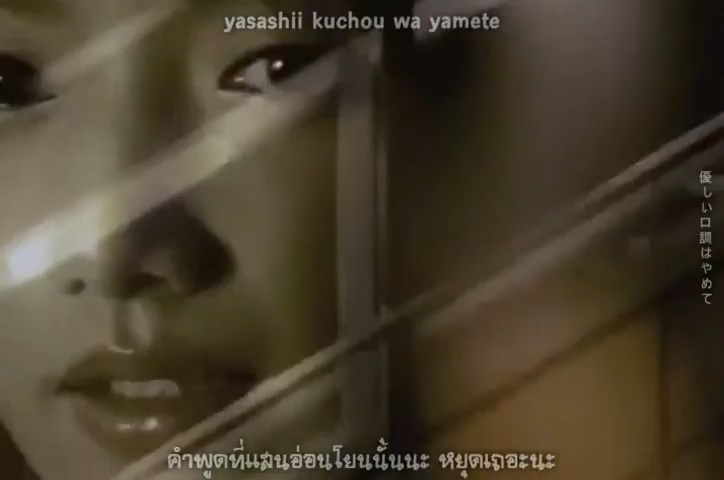 yasashii kuchou wa yamete
優しい口調はやめて
คำพูดที่แสนอ่อนโยนนั้นนะ หยุดเถอะนะ